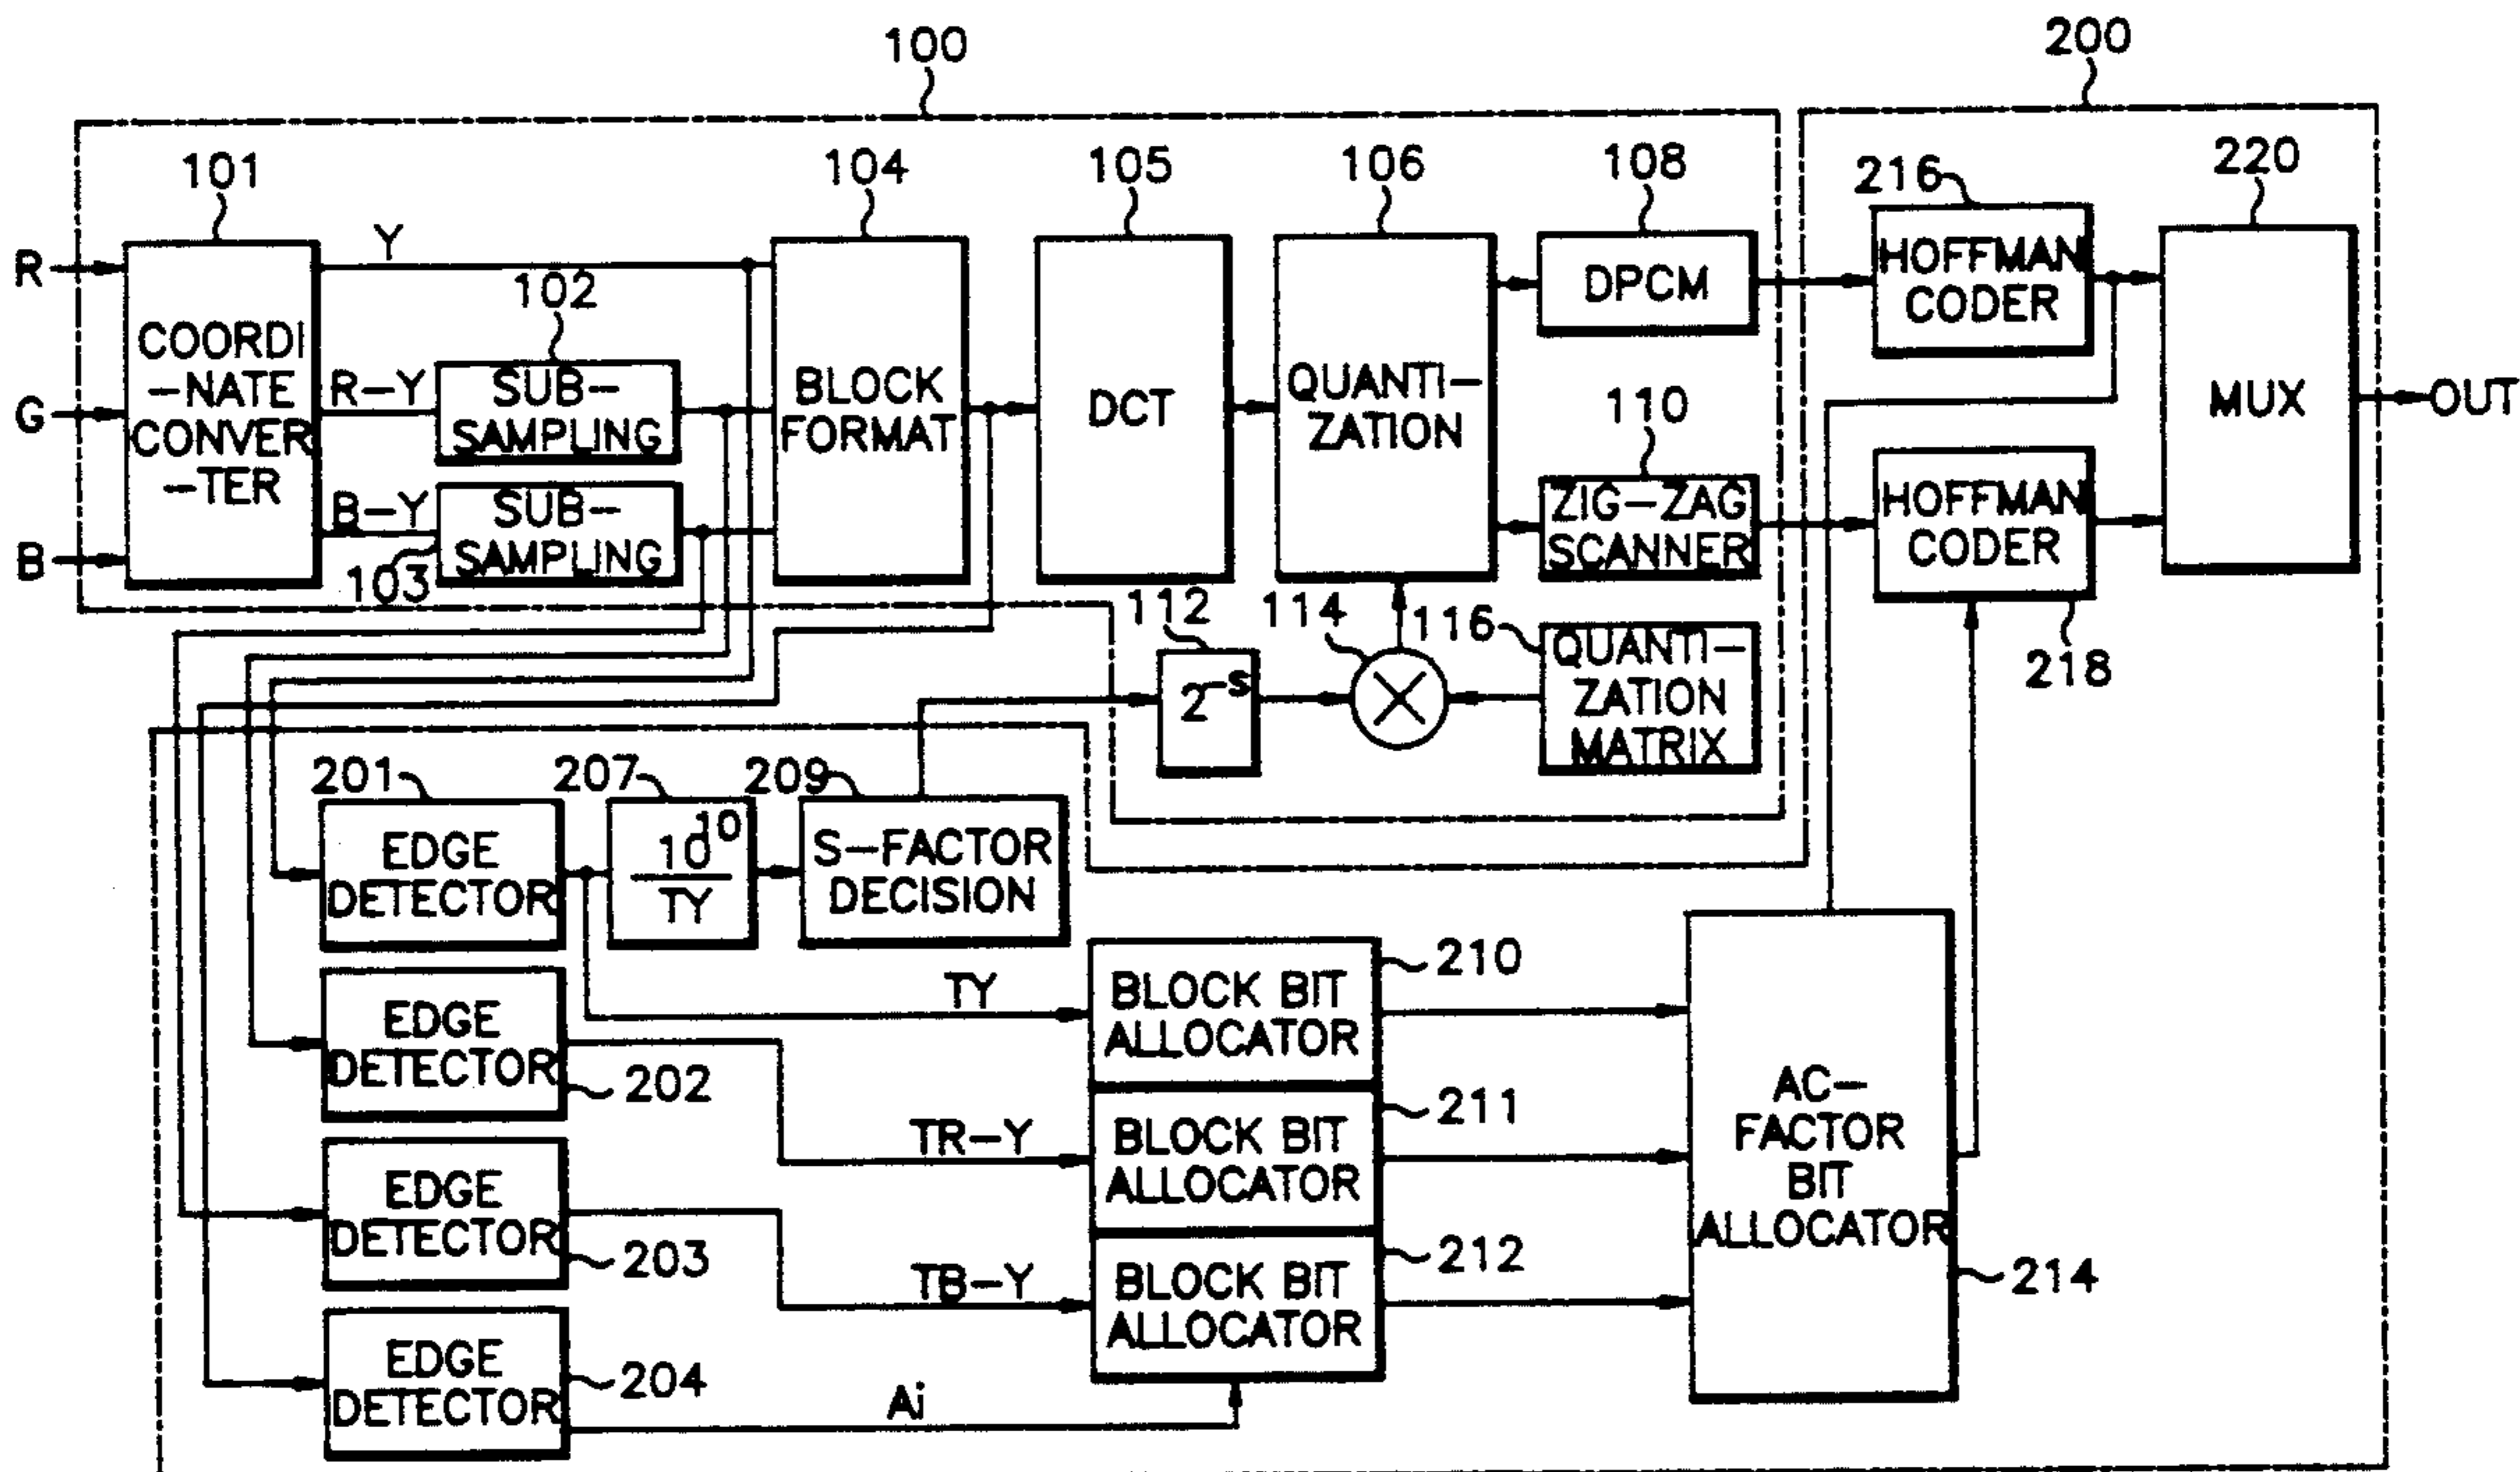 100
200
101
104
105
106
108
216
220
R
G
B
COORDI
-NATE
CONVER
-TER
Y
R-Y
B-Y
102
SUB-
SAMPLING
103
SUB-
SAMPLING
BLOCK
FORMAT
DCT
QUANTI-
ZATION
DPCM
110
ZIG-ZAG
SCANNER
HOFFMAN
CODER
HOFFMAN
CODER
218
MUX
OUT
112
2^-S
114
116
QUANTI-
ZATION
MATRIX
201
EDGE
DETECTOR
207
10^10
TY
209
S-FACTOR
DECISION
EDGE
DETECTOR
202
EDGE
DETECTOR
203
EDGE
DETECTOR
204
TY
TR-Y
TB-Y
Ai
BLOCK BIT
ALLOCATOR
210
BLOCK BIT
ALLOCATOR
211
BLOCK BIT
ALLOCATOR
212
AC-
FACTOR
BIT
ALLOCATOR
214